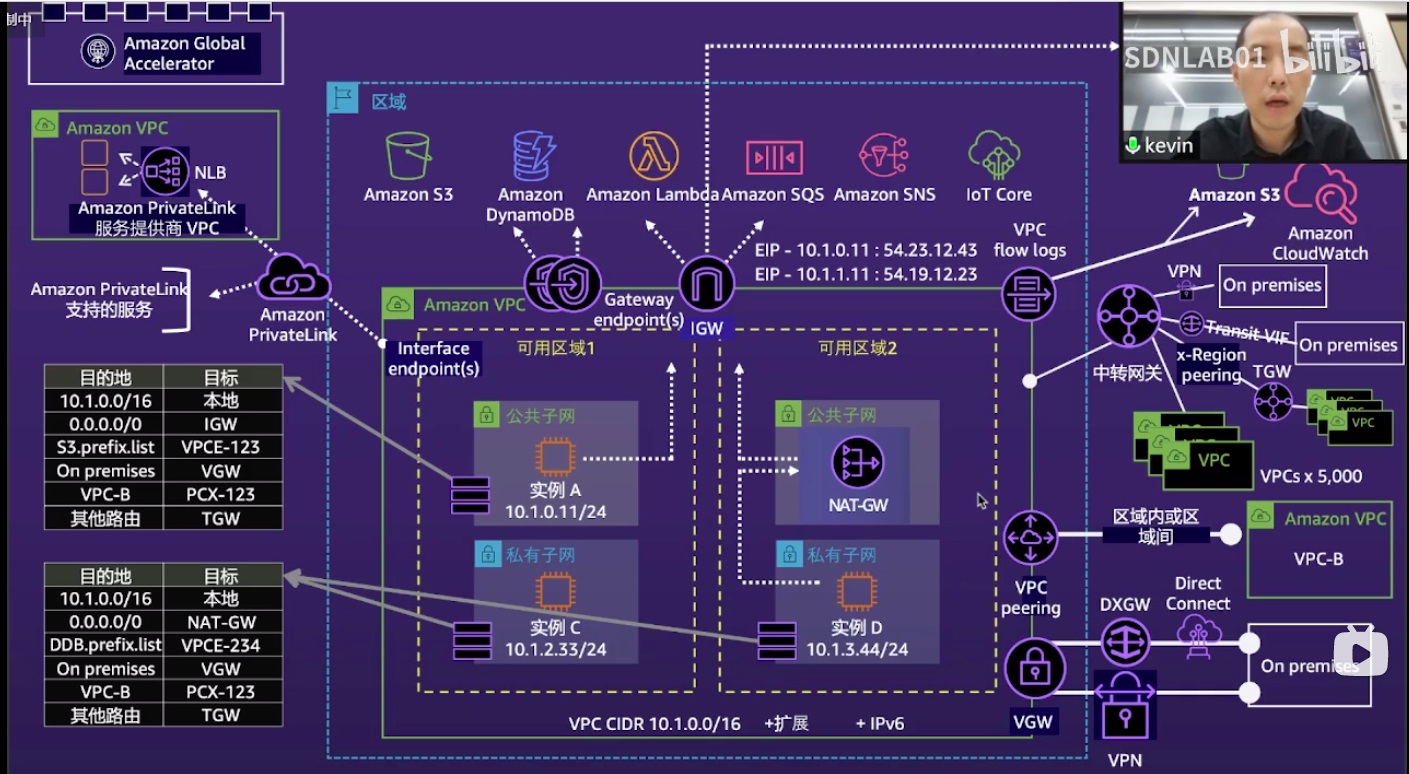 制中
Amazon Global
Accelerator
SDNLAB01
bilibili
kevin
区域
Amazon VPC
NLB
Amazon PrivateLink
服务提供商 VPC
Amazon S3
Amazon
DynamoDB
Amazon Lambda
Amazon SQS
Amazon SNS
IoT Core
Amazon S3
Amazon
CloudWatch
VPC
flow logs
EIP - 10.1.0.11 : 54.23.12.43
EIP - 10.1.1.11 : 54.19.12.23
Amazon PrivateLink
支持的服务
Amazon
PrivateLink
Amazon VPC
Gateway
endpoint(s)
IGW
Interface
endpoint(s)
可用区域1
可用区域2
VPN
On premises
Transit VIF
On premises
中转网关
x-Region
peering
TGW
VPC
VPC
VPC
VPC
VPC
VPC
VPCs x 5,000
目的地 目标
10.1.0.0/16 本地
0.0.0.0/0 IGW
S3.prefix.list VPCE-123
On premises VGW
VPC-B PCX-123
其他路由 TGW
公共子网
实例 A
10.1.0.11/24
公共子网
NAT-GW
私有子网
实例 C
10.1.2.33/24
私有子网
实例 D
10.1.3.44/24
目的地 目标
10.1.0.0/16 本地
0.0.0.0/0 NAT-GW
DDB.prefix.list VPCE-234
On premises VGW
VPC-B PCX-123
其他路由 TGW
VPC
peering
区域内或区
域间
Amazon VPC
VPC-B
VGW
DXGW
Direct
Connect
On premises
VPN
VPC CIDR 10.1.0.0/16 +扩展 + IPv6